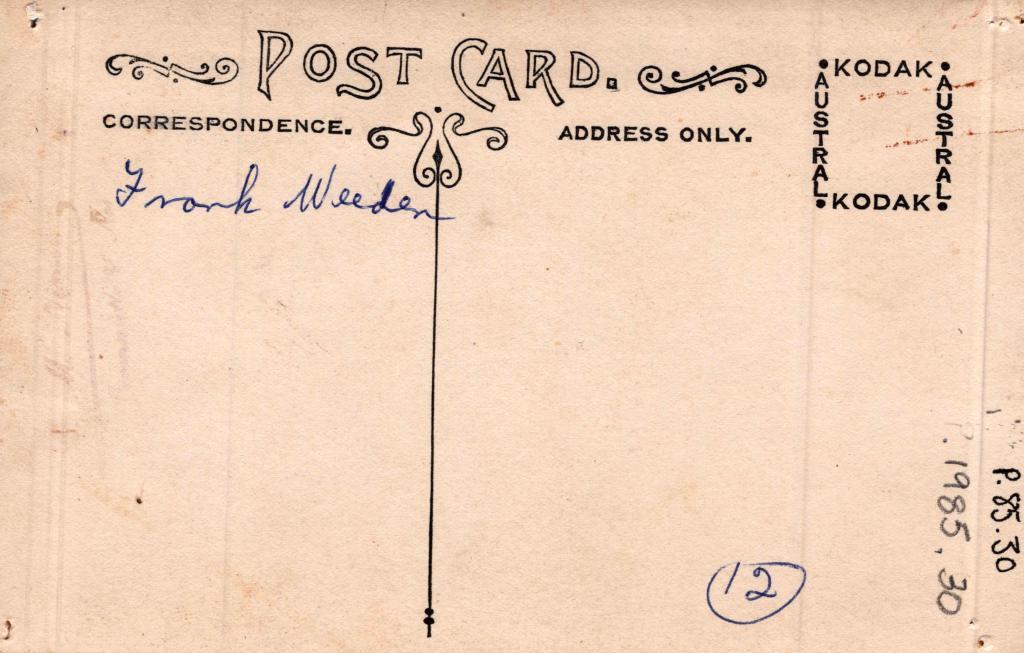 POST CARD.
CORRESPONDENCE.
ADDRESS ONLY.
KODAK
AUSTRAL
AUSTRAL
KODAK
Frank Weeden
12
P. 1985.30
P. 85.30